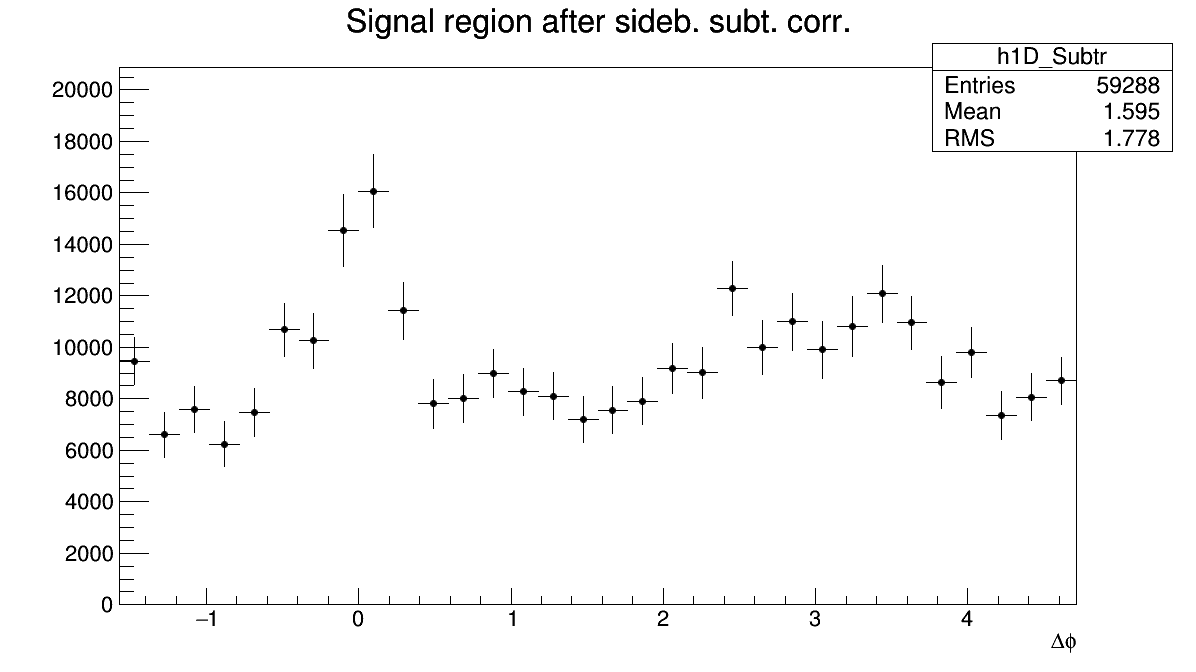 Signal region after sideb. subt. corr.
h1D_Subtr
Entries 59288
Mean 1.595
RMS 1.778
20000
18000
16000
14000
12000
10000
8000
6000
4000
2000
0
−1 0 1 2 3 4
Δϕ